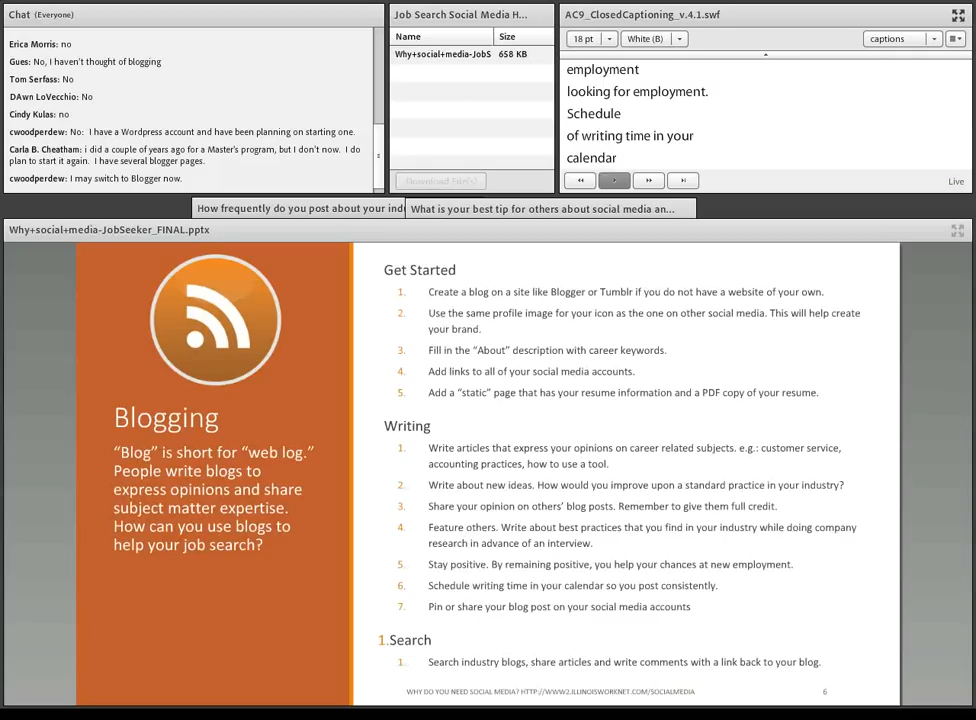 Chat (Everyone)
Erica Morris: no
Gues: No, I haven't thought of blogging
Tom Serfass: No
DAwn LoVecchio: No
Cindy Kulas: no
cwoodperdew: No:  I have a Wordpress account and have been planning on starting one.
Carla B. Cheatham: i did a couple of years ago for a Master's program, but I don't now.  I do
plan to start it again.  I have several blogger pages.
cwoodperdew: I may switch to Blogger now.
Job Search Social Media H...
Name Size
Why+social+media-JobS 658 KB
Download File(s)
AC9_ClosedCaptioning_v.4.1.swf
18 pt White (B) captions
employment
looking for employment.
Schedule
of writing time in your
calendar
Live
How frequently do you post about your ind
What is your best tip for others about social media an...
Why+social+media-JobSeeker_FINAL.pptx
Blogging
“Blog” is short for “web log.”
People write blogs to
express opinions and share
subject matter expertise.
How can you use blogs to
help your job search?
Get Started
1. Create a blog on a site like Blogger or Tumblr if you do not have a website of your own.
2. Use the same profile image for your icon as the one on other social media. This will help create
your brand.
3. Fill in the “About” description with career keywords.
4. Add links to all of your social media accounts.
5. Add a “static” page that has your resume information and a PDF copy of your resume.
Writing
1. Write articles that express your opinions on career related subjects. e.g.: customer service,
accounting practices, how to use a tool.
2. Write about new ideas. How would you improve upon a standard practice in your industry?
3. Share your opinion on others’ blog posts. Remember to give them full credit.
4. Feature others. Write about best practices that you find in your industry while doing company
research in advance of an interview.
5. Stay positive. By remaining positive, you help your chances at new employment.
6. Schedule writing time in your calendar so you post consistently.
7. Pin or share your blog post on your social media accounts
1.Search
1. Search industry blogs, share articles and write comments with a link back to your blog.
WHY DO YOU NEED SOCIAL MEDIA? HTTP://WWW2.ILLINOISWORKNET.COM/SOCIALMEDIA 6